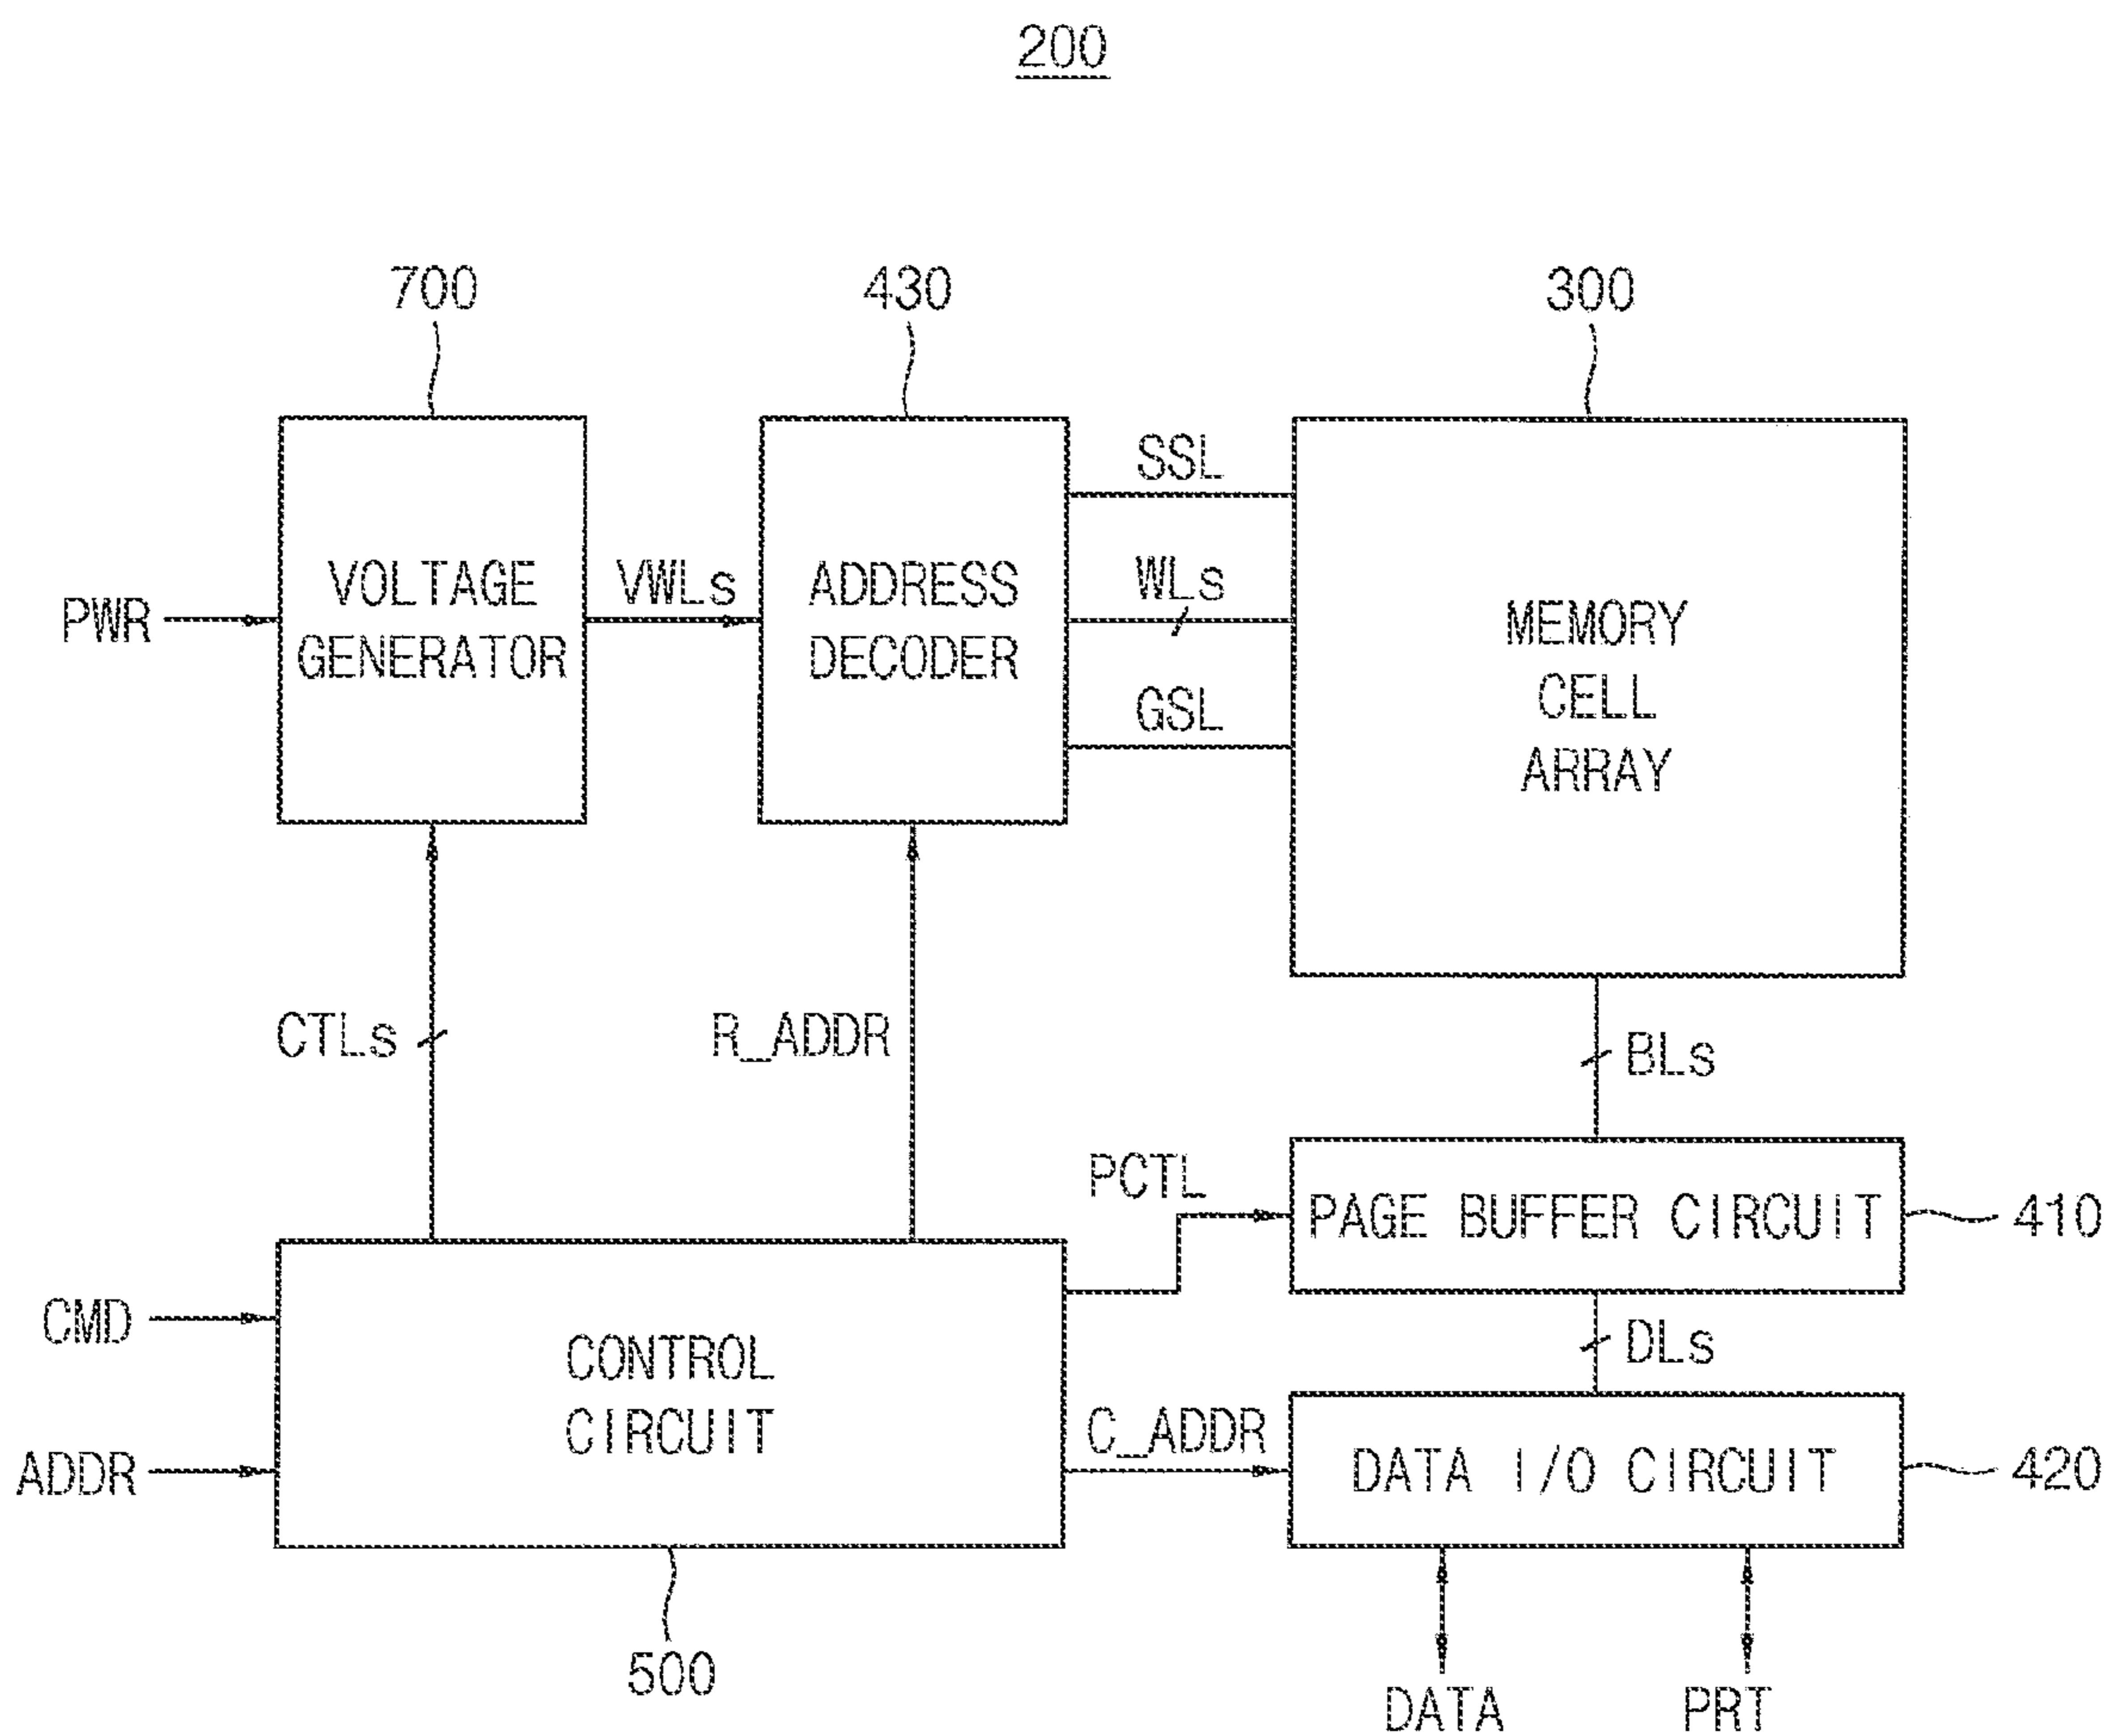 200
700
430
300
SSL
WLs
GSL
PWR
VOLTAGE
GENERATOR
VWLs
ADDRESS
DECODER
MEMORY
CELL
ARRAY
CTLs
R_ADDR
BLs
PCTL
PAGE BUFFER CIRCUIT
410
CMD
ADDR
CONTROL
CIRCUIT
DLs
C_ADDR
DATA I/O CIRCUIT
420
500
DATA
PRT